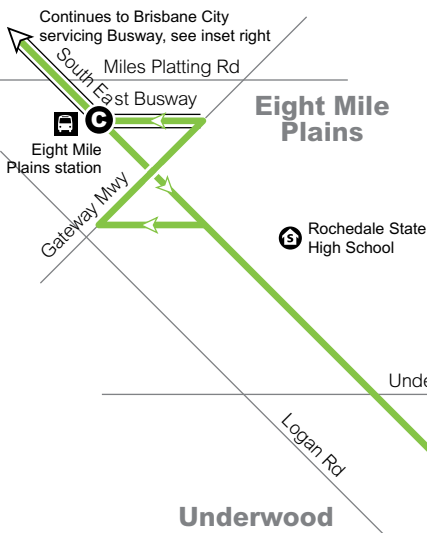 Continues to Brisbane City
servicing Busway, see inset right
South East Busway
Miles Platting Rd
C
Eight Mile
Plains station
Eight Mile
Plains
Gateway Mwy
S
Rochedale State
High School
Unde
Logan Rd
Underwood